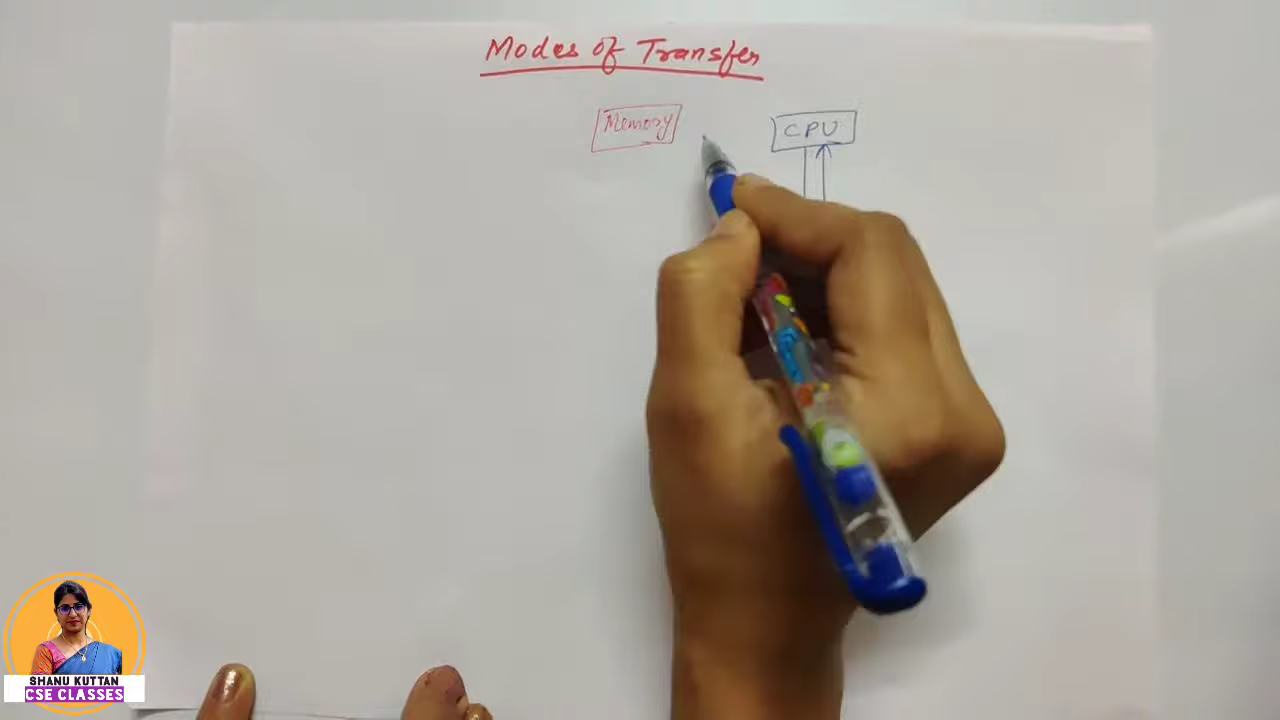 Modes of Transfer
Memory
CPU
SHANU KUTTAN
CSE CLASSES